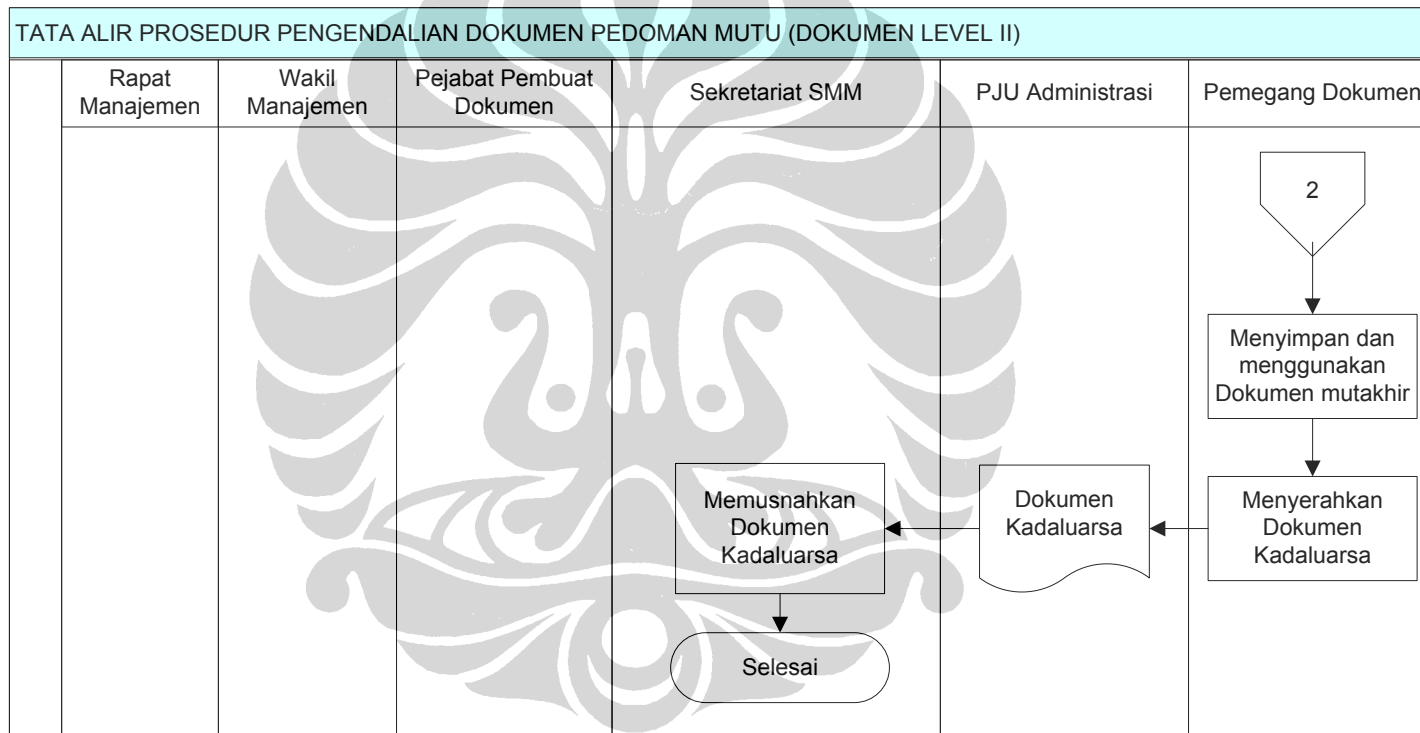 TATA ALIR PROSEDUR PENGENDALIAN DOKUMEN PEDOMAN MUTU (DOKUMEN LEVEL II)
Rapat
Manajemen
Wakil
Manajemen
Pejabat Pembuat
Dokumen
Sekretariat SMM
PJU Administrasi
Pemegang Dokumen
2
Menyimpan dan
menggunakan
Dokumen mutakhir
Menyerahkan
Dokumen
Kadaluarsa
Dokumen
Kadaluarsa
Memusnahkan
Dokumen
Kadaluarsa
Selesai